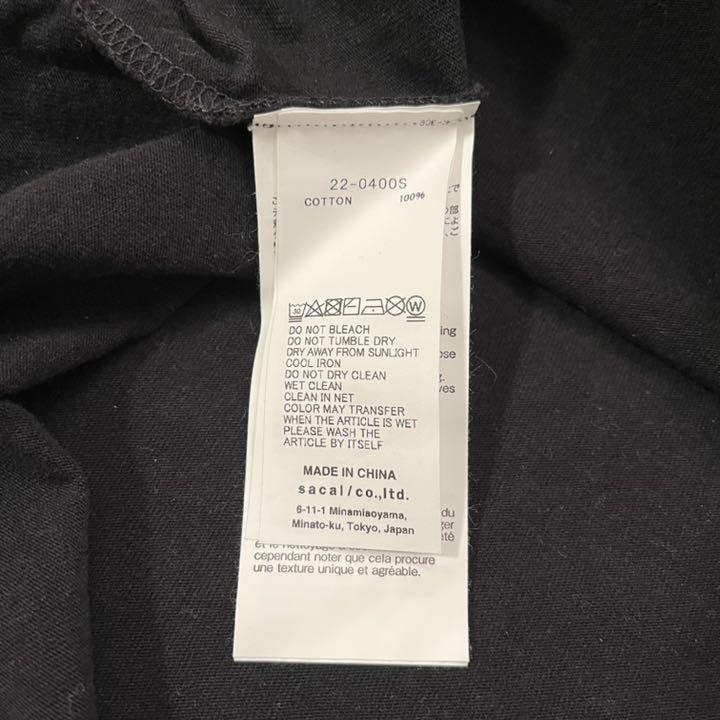 22-0400S
COTTON 100%
30
W
DO NOT BLEACH
DO NOT TUMBLE DRY
DRY AWAY FROM SUNLIGHT
COOL IRON
DO NOT DRY CLEAN
WET CLEAN
CLEAN IN NET
COLOR MAY TRANSFER
WHEN THE ARTICLE IS WET
PLEASE WASH THE
ARTICLE BY ITSELF
MADE IN CHINA
sacai/co.,ltd.
6-11-1 Minamiaoyama,
Minato-ku, Tokyo, Japan
cependant noter que cela procure
une texture unique et agréable.